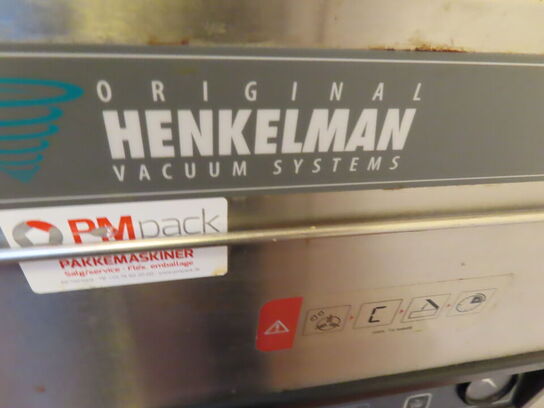 ORIGINAL
HENKELMAN
VACUUM SYSTEMS
PMpack
PAKKEMASKINER
Salg/service - Fleks. emballage